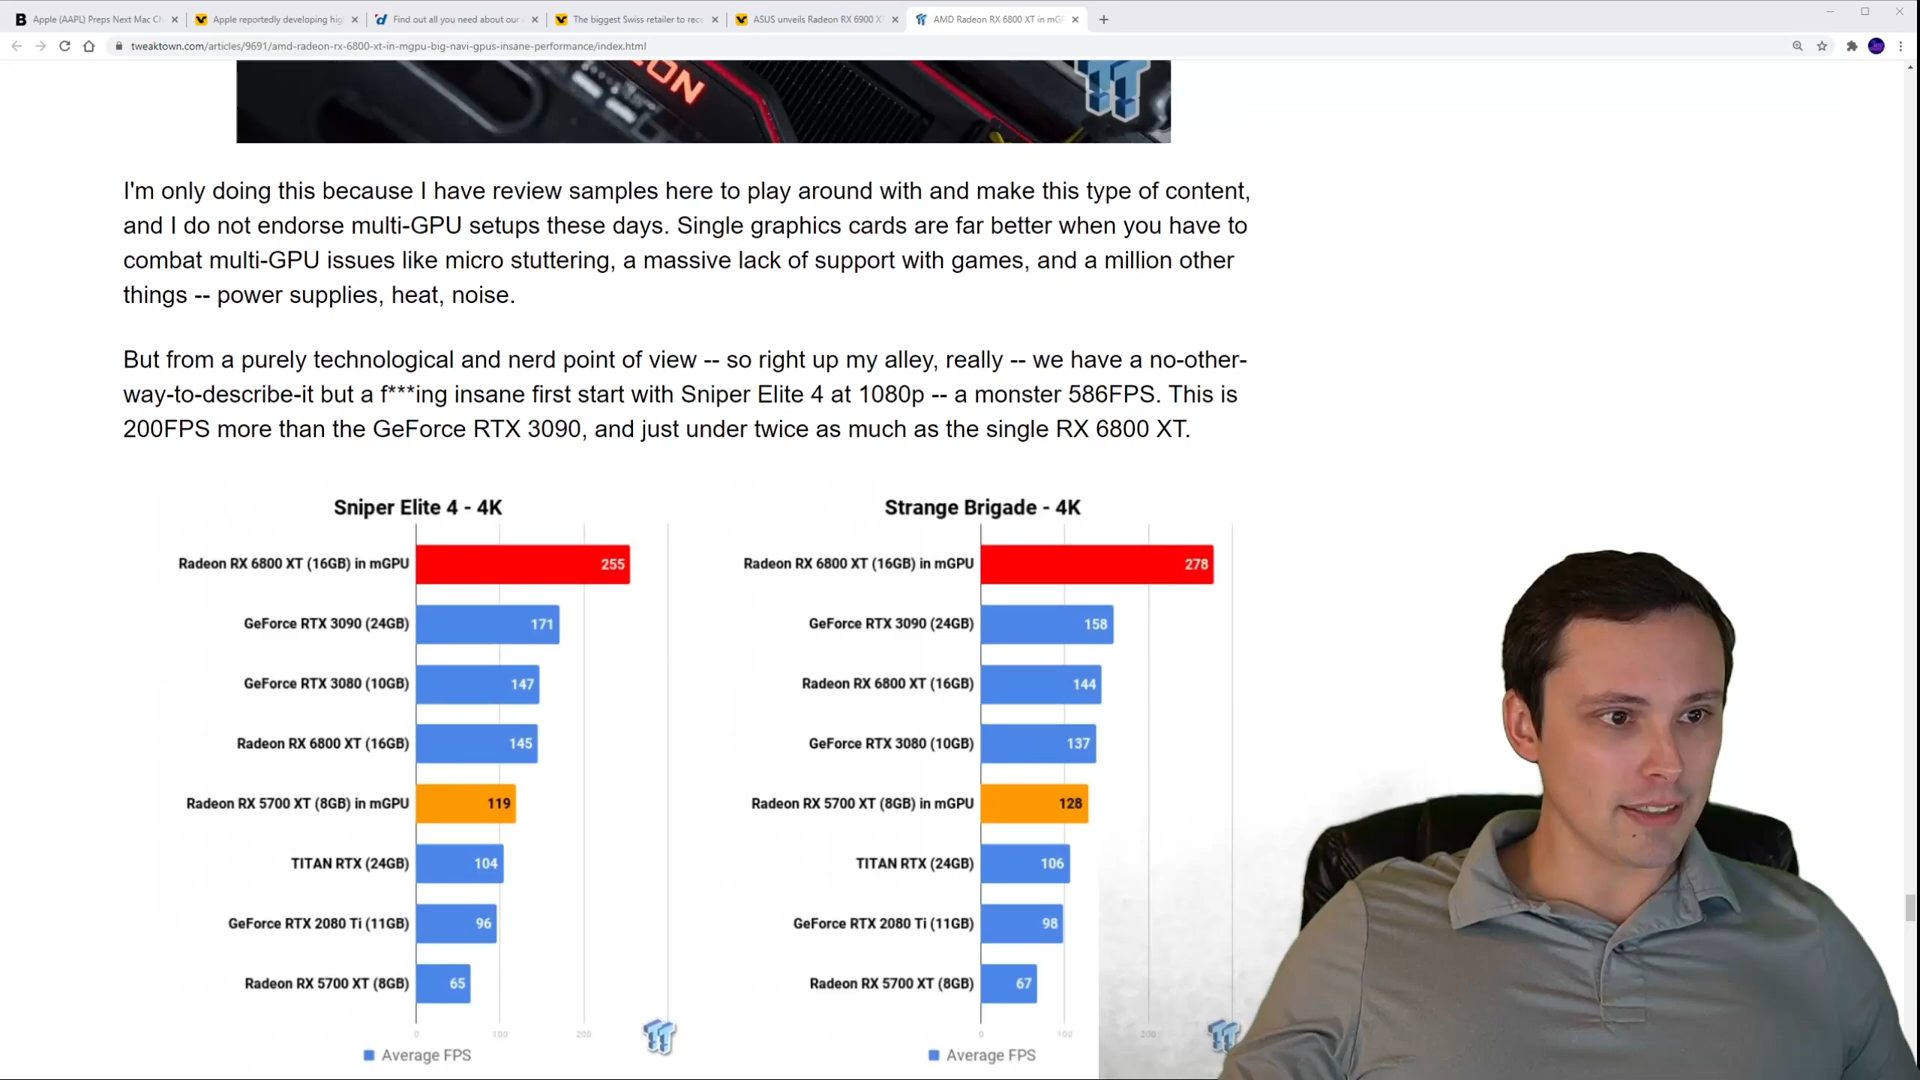 Apple (AAPL) Preps Next Mac Ch
Apple reportedly developing hig
Find out all you need about our
The biggest Swiss retailer to rece
ASUS unveils Radeon RX 6900 XT
AMD Radeon RX 6800 XT in mGP
tweaktown.com/articles/9691/amd-radeon-rx-6800-xt-in-mgpu-big-navi-gpus-insane-performance/index.html
I'm only doing this because I have review samples here to play around with and make this type of content,
and I do not endorse multi-GPU setups these days. Single graphics cards are far better when you have to
combat multi-GPU issues like micro stuttering, a massive lack of support with games, and a million other
things -- power supplies, heat, noise.
But from a purely technological and nerd point of view -- so right up my alley, really -- we have a no-other-
way-to-describe-it but a f***ing insane first start with Sniper Elite 4 at 1080p -- a monster 586FPS. This is
200FPS more than the GeForce RTX 3090, and just under twice as much as the single RX 6800 XT.
Sniper Elite 4 - 4K
Radeon RX 6800 XT (16GB) in mGPU 255
GeForce RTX 3090 (24GB) 171
GeForce RTX 3080 (10GB) 147
Radeon RX 6800 XT (16GB) 145
Radeon RX 5700 XT (8GB) in mGPU 119
TITAN RTX (24GB) 104
GeForce RTX 2080 Ti (11GB) 96
Radeon RX 5700 XT (8GB) 65
0 100 200
Average FPS
Strange Brigade - 4K
Radeon RX 6800 XT (16GB) in mGPU 278
GeForce RTX 3090 (24GB) 158
Radeon RX 6800 XT (16GB) 144
GeForce RTX 3080 (10GB) 137
Radeon RX 5700 XT (8GB) in mGPU 128
TITAN RTX (24GB) 106
GeForce RTX 2080 Ti (11GB) 98
Radeon RX 5700 XT (8GB) 67
0 100 200
Average FPS